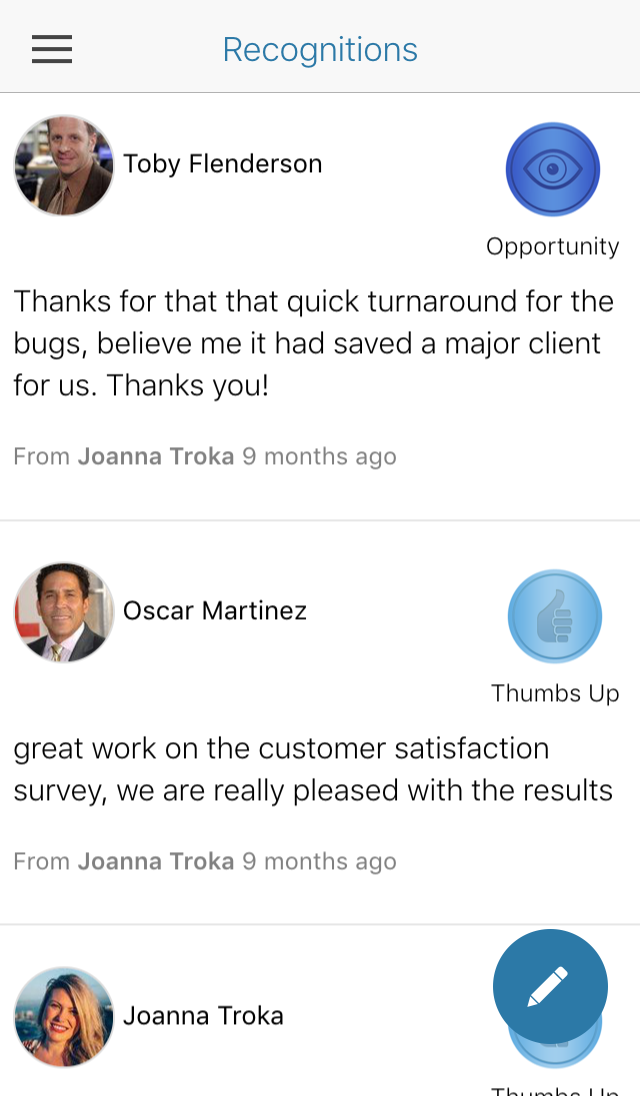 Recognitions
Toby Flenderson
Opportunity
Thanks for that that quick turnaround for the
bugs, believe me it had saved a major client
for us. Thanks you!
From Joanna Troka 9 months ago
Oscar Martinez
Thumbs Up
great work on the customer satisfaction
survey, we are really pleased with the results
From Joanna Troka 9 months ago
Joanna Troka
Thumbs Up